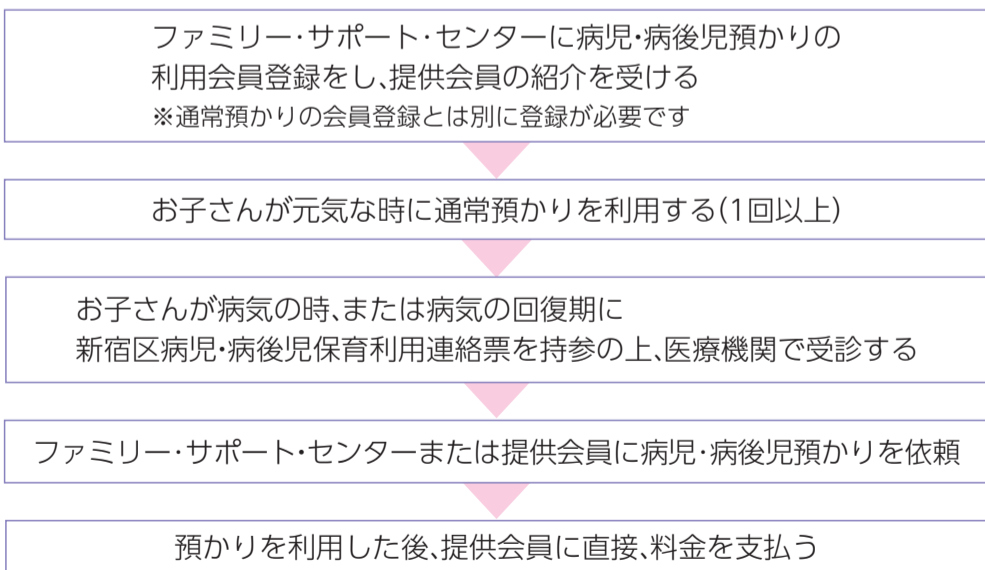 ファミリー・サポート・センターに病児・病後児預かりの
利用会員登録をし、提供会員の紹介を受ける
※通常預かりの会員登録とは別に登録が必要です
お子さんが元気な時に通常預かりを利用する(1回以上)
お子さんが病気の時、または病気の回復期に
新宿区病児・病後児保育利用連絡票を持参の上、医療機関で受診する
ファミリー・サポート・センターまたは提供会員に病児・病後児預かりを依頼
預かりを利用した後、提供会員に直接、料金を支払う